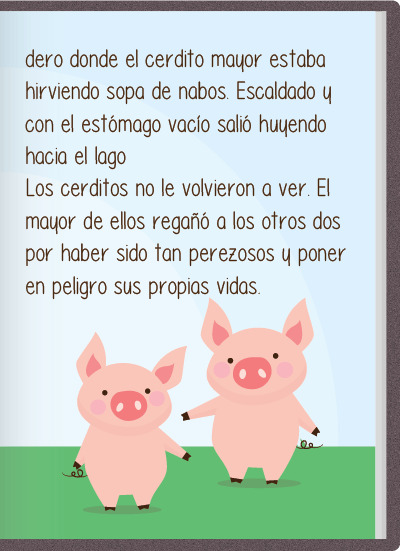 dero donde el cerdito mayor estaba
hirviendo sopa de nabos. Escaldado y
con el estómago vacío salió huyendo
hacia el lago
Los cerditos no le volvieron a ver. El
mayor de ellos regañó a los otros dos
por haber sido tan perezosos y poner
en peligro sus propias vidas.